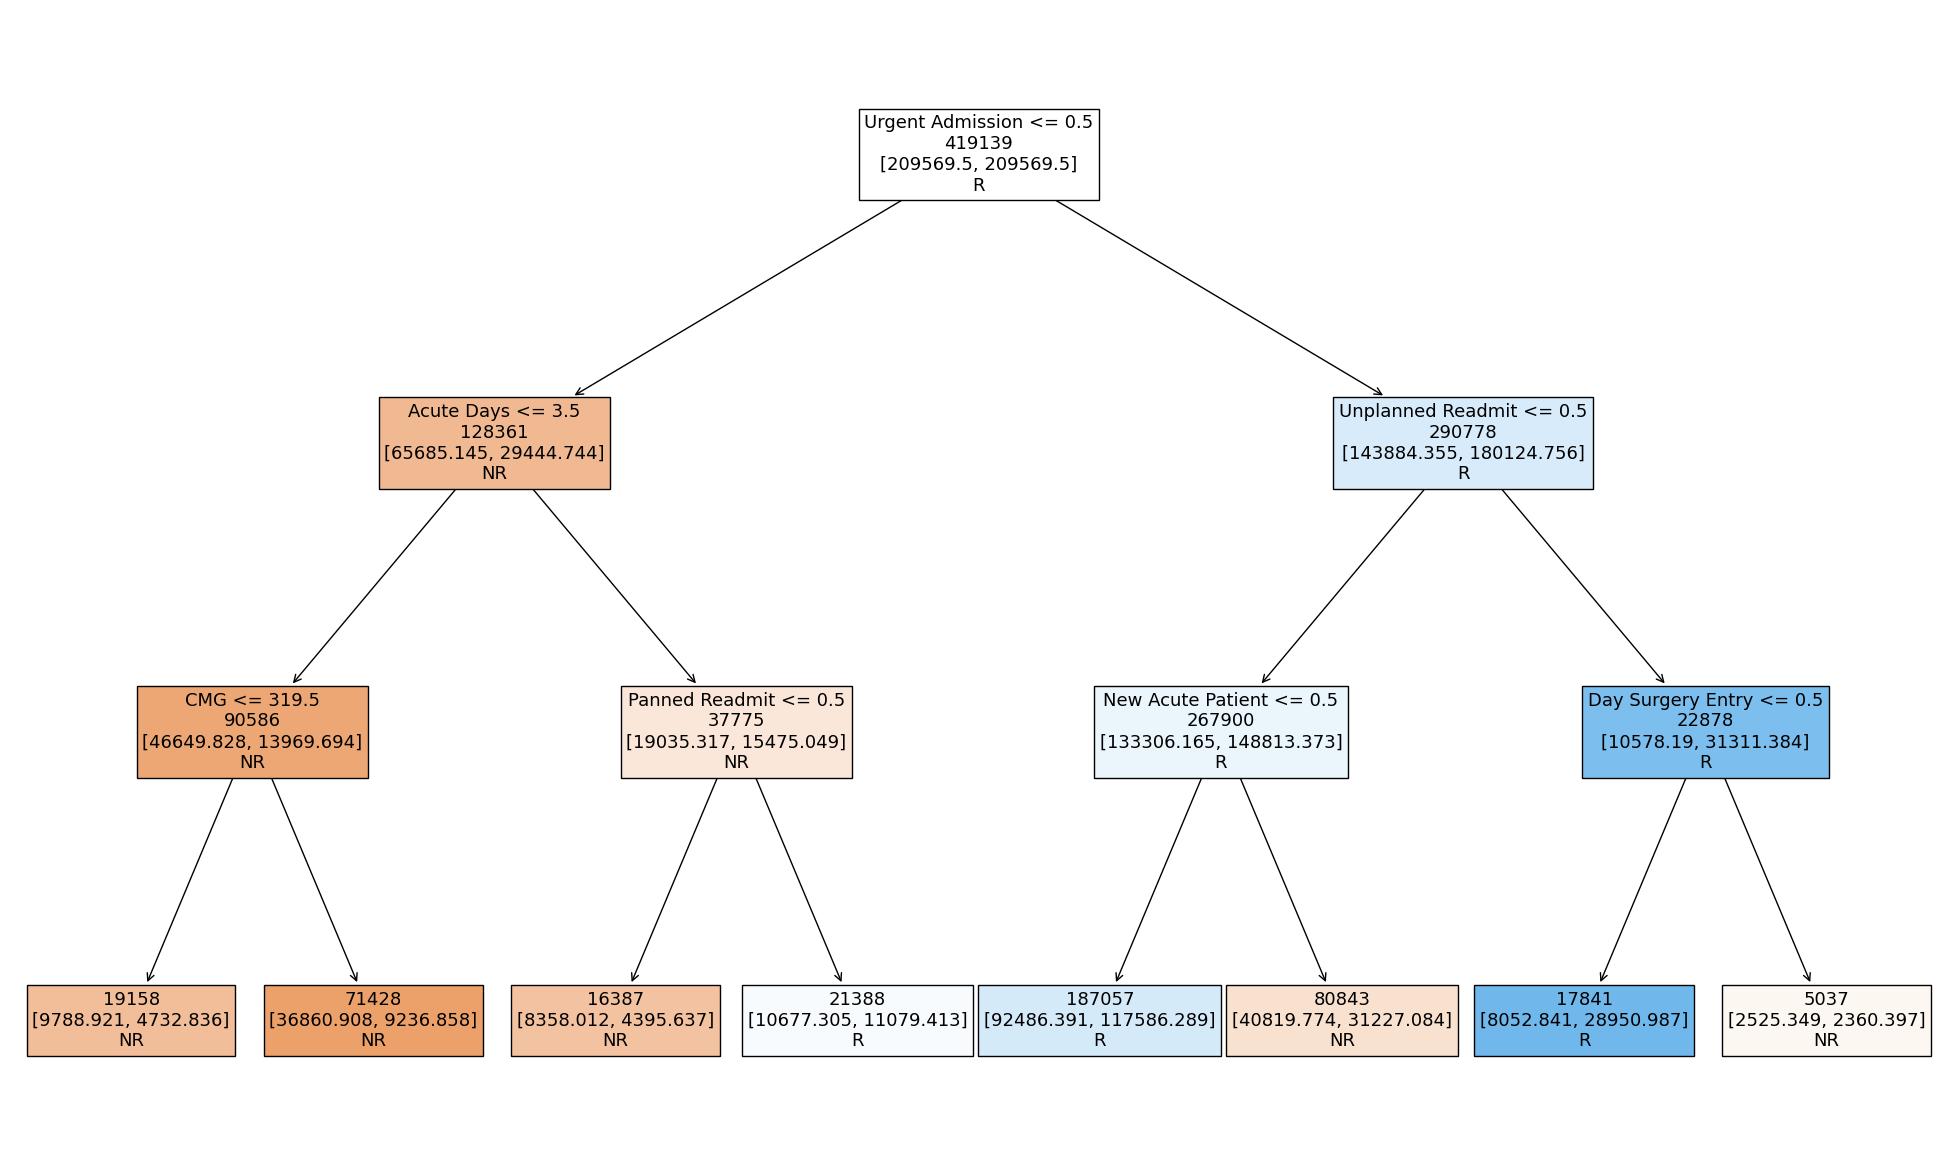 Urgent Admission <= 0.5
419139
[209569.5, 209569.5]
R
Acute Days <= 3.5
128361
[65685.145, 29444.744]
NR
Unplanned Readmit <= 0.5
290778
[143884.355, 180124.756]
R
CMG <= 319.5
90586
[46649.828, 13969.694]
NR
Panned Readmit <= 0.5
37775
[19035.317, 15475.049]
NR
New Acute Patient <= 0.5
267900
[133306.165, 148813.373]
R
Day Surgery Entry <= 0.5
22878
[10578.19, 31311.384]
R
19158
[9788.921, 4732.836]
NR
71428
[36860.908, 9236.858]
NR
16387
[8358.012, 4395.637]
NR
21388
[10677.305, 11079.413]
R
187057
[92486.391, 117586.289]
R
80843
[40819.774, 31227.084]
NR
17841
[8052.841, 28950.987]
R
5037
[2525.349, 2360.397]
NR